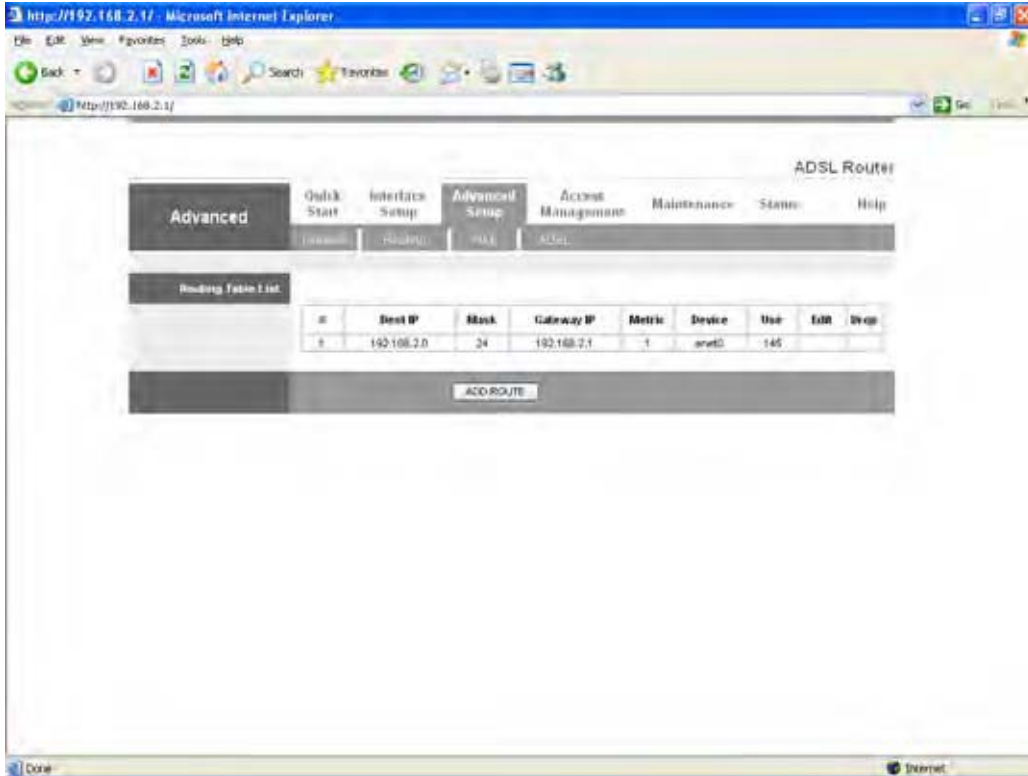 http://192.168.2.1/ - Microsoft Internet Explorer
File Edit View Favorites Tools Help
Back Search Favorites
http://192.168.2.1/ Go
ADSL Router
Advanced
Quick Start Interface Setup Advanced Setup Access Management Maintenance Status Help
Firewall Routing NAT ADSL
Routing Table List
# Dest IP Mask Gateway IP Metric Device Use Edit Drop
1 192.168.2.0 24 192.168.2.1 1 enet0 145
ADD ROUTE
Done Internet